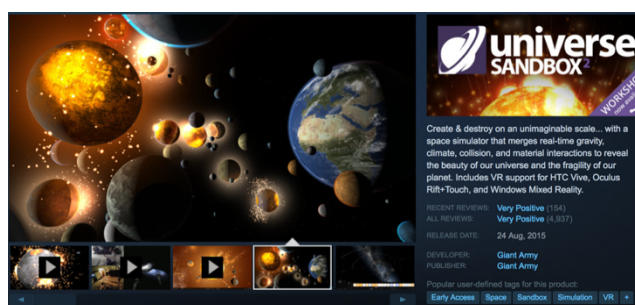 universe
SANDBOX²
WORKSHOP
now avail
Create & destroy on an unimaginable scale... with a
space simulator that merges real-time gravity,
climate, collision, and material interactions to reveal
the beauty of our universe and the fragility of our
planet. Includes VR support for HTC Vive, Oculus
Rift+Touch, and Windows Mixed Reality.
RECENT REVIEWS: Very Positive (154)
ALL REVIEWS: Very Positive (4,937)
RELEASE DATE: 24 Aug, 2015
DEVELOPER: Giant Army
PUBLISHER: Giant Army
Popular user-defined tags for this product:
Early Access Space Sandbox Simulation VR +